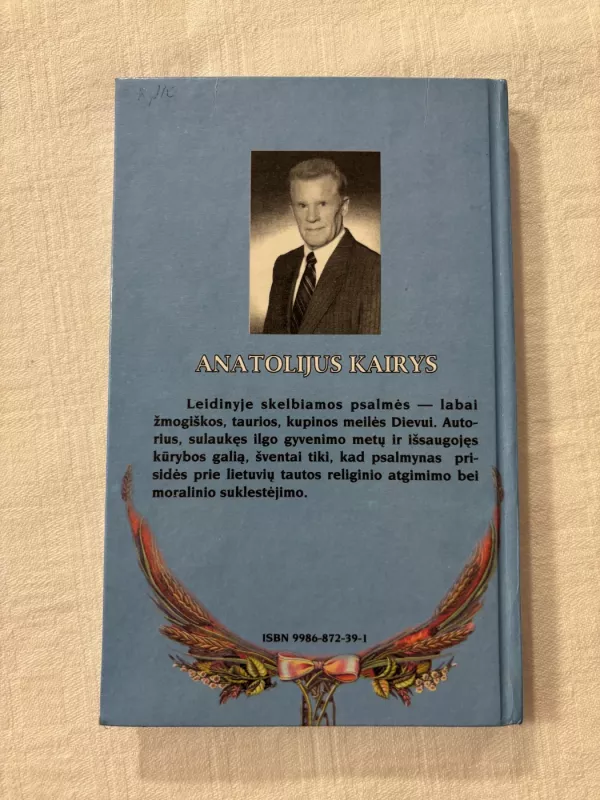 ANATOLIJUS KAIRYS
Leidinyje skelbiamos psalmės — labai
žmogiškos, taurios, kupinos meilės Dievui. Auto-
rius, sulaukęs ilgo gyvenimo metų ir išsaugojęs
kūrybos galią, šventai tiki, kad psalmynas pri-
sidės prie lietuvių tautos religinio atgimimo bei
moralinio suklestėjimo.
ISBN 9986-872-39-1